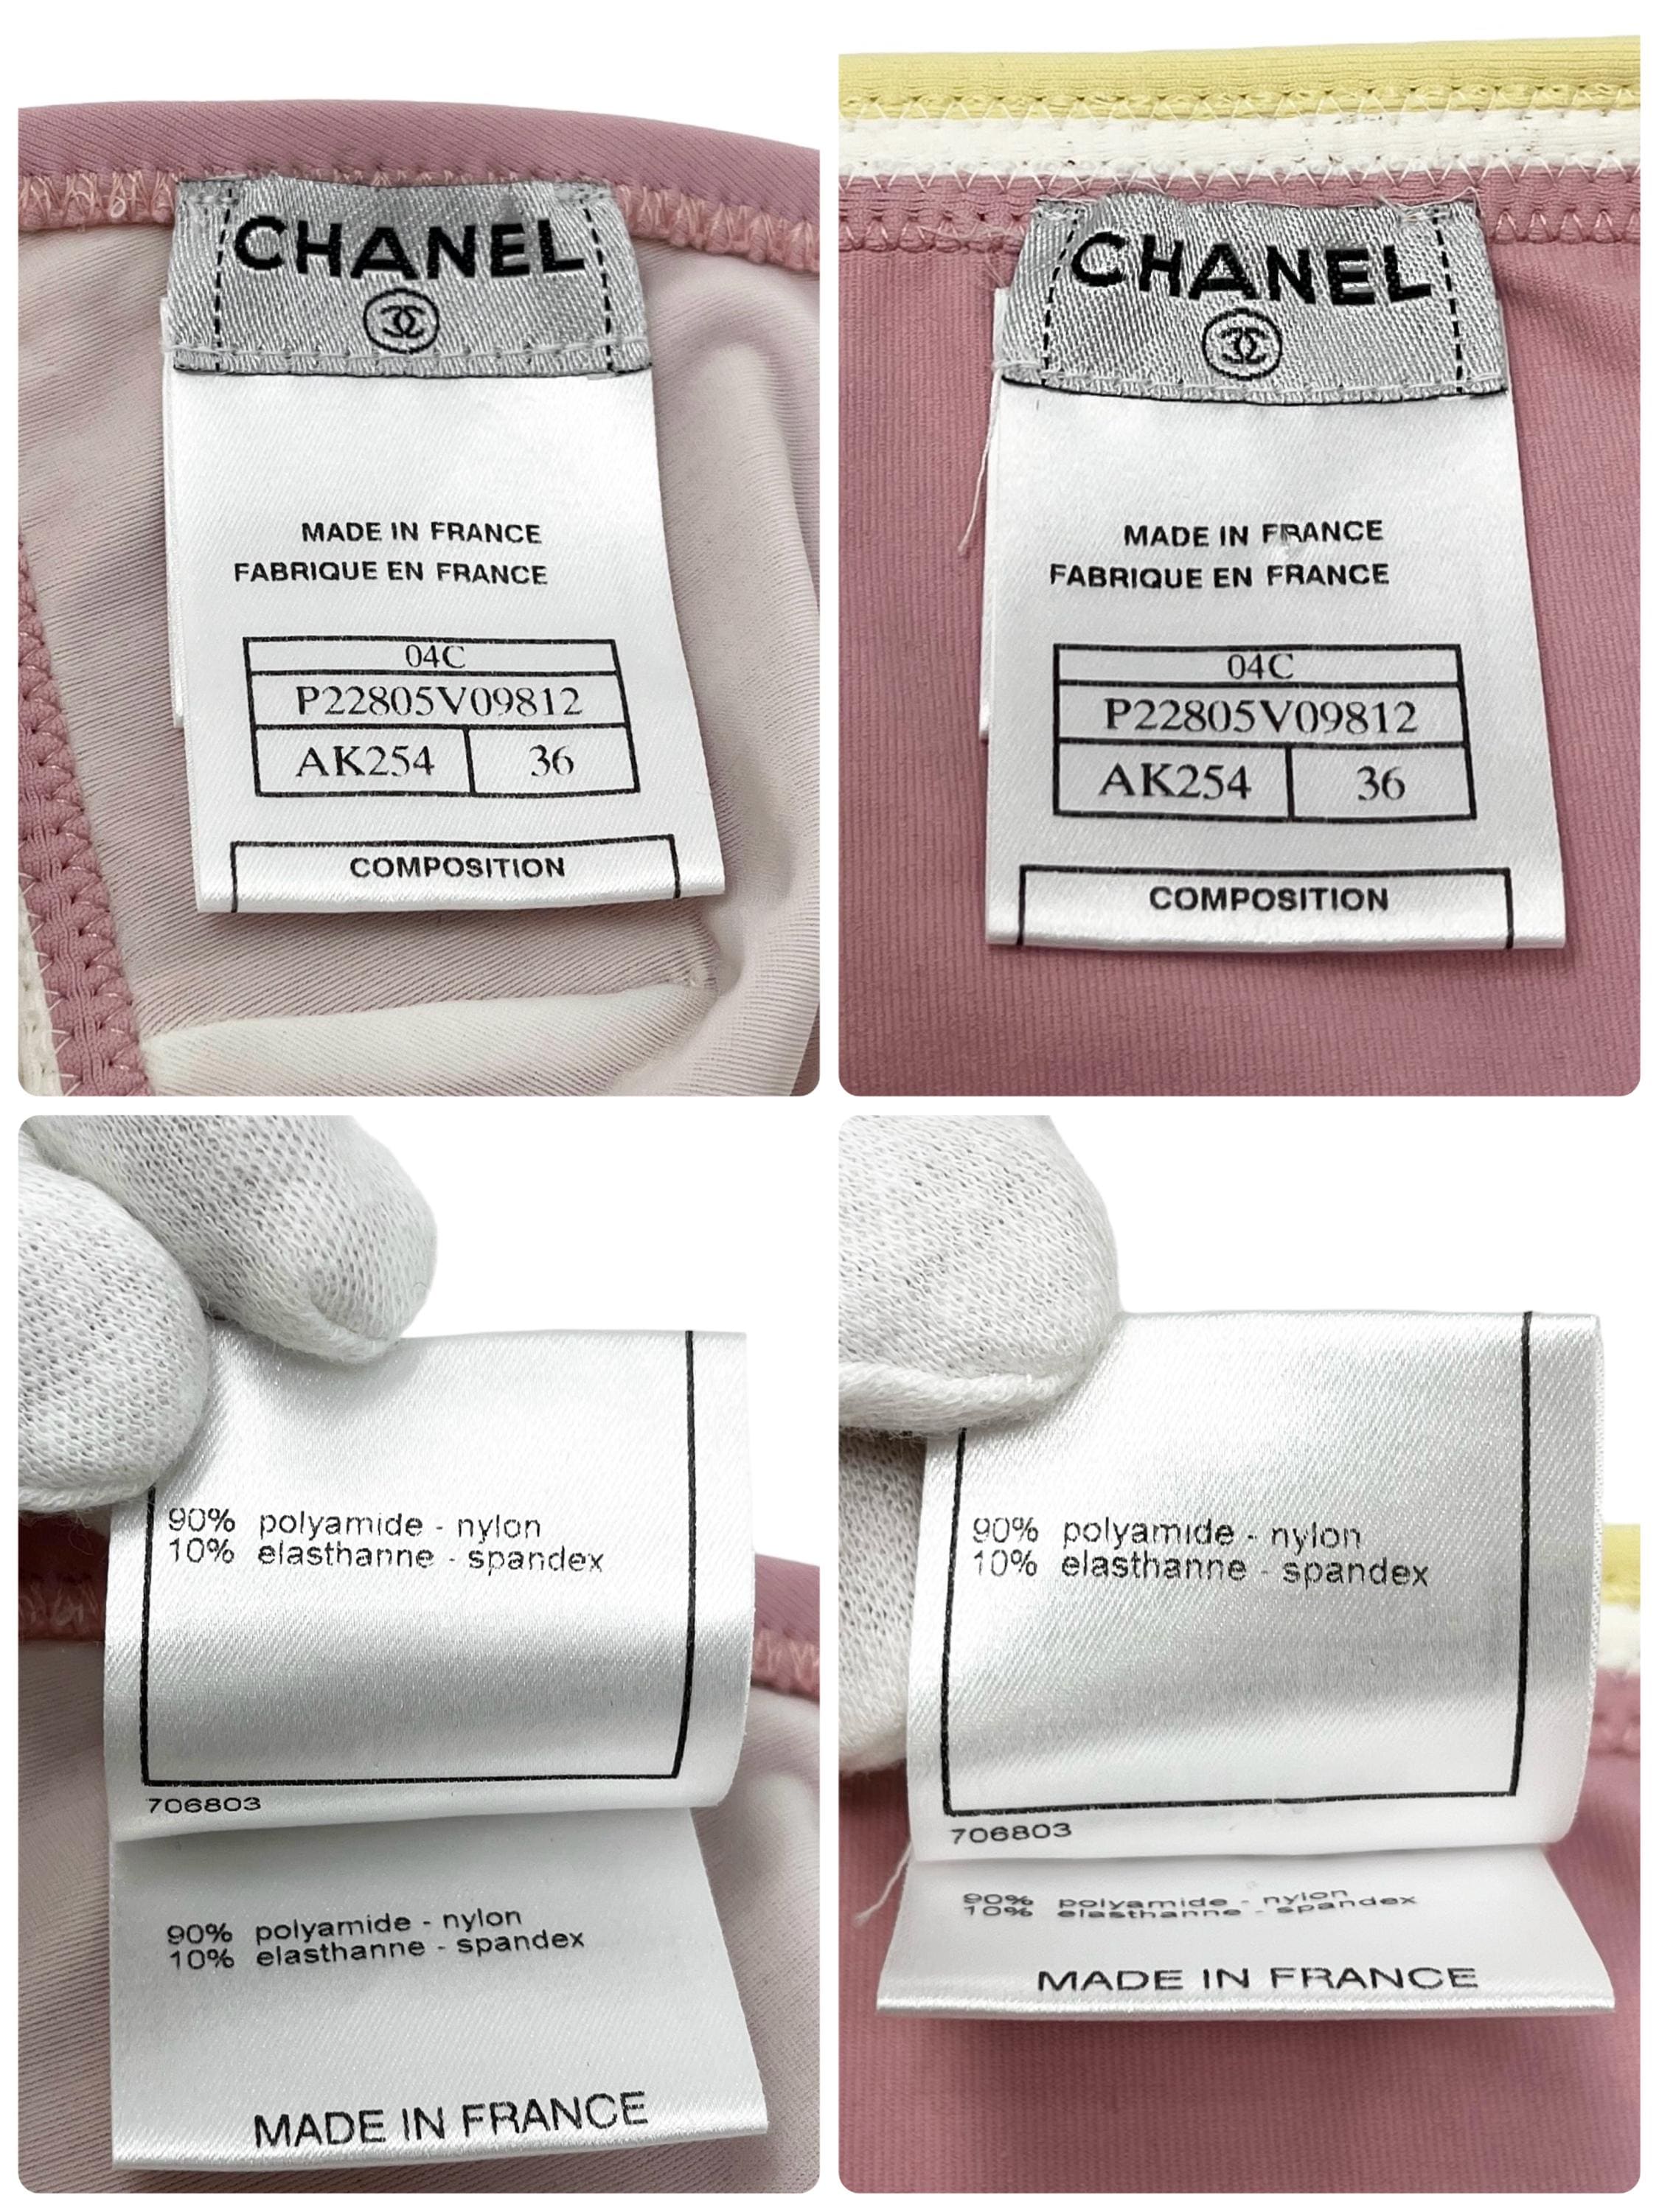 CHANEL
MADE IN FRANCE
FABRIQUE EN FRANCE
04C
P22805V09812
AK254 36
COMPOSITION
CHANEL
MADE IN FRANCE
FABRIQUE EN FRANCE
04C
P22805V09812
AK254 36
COMPOSITION
90% polyamide - nylon
10% elasthanne - spandex
706803
90% polyamide - nylon
10% elasthanne - spandex
MADE IN FRANCE
90% polyamide - nylon
10% elasthanne - spandex
706803
90% polyamide - nylon
10% elasthanne - spandex
MADE IN FRANCE